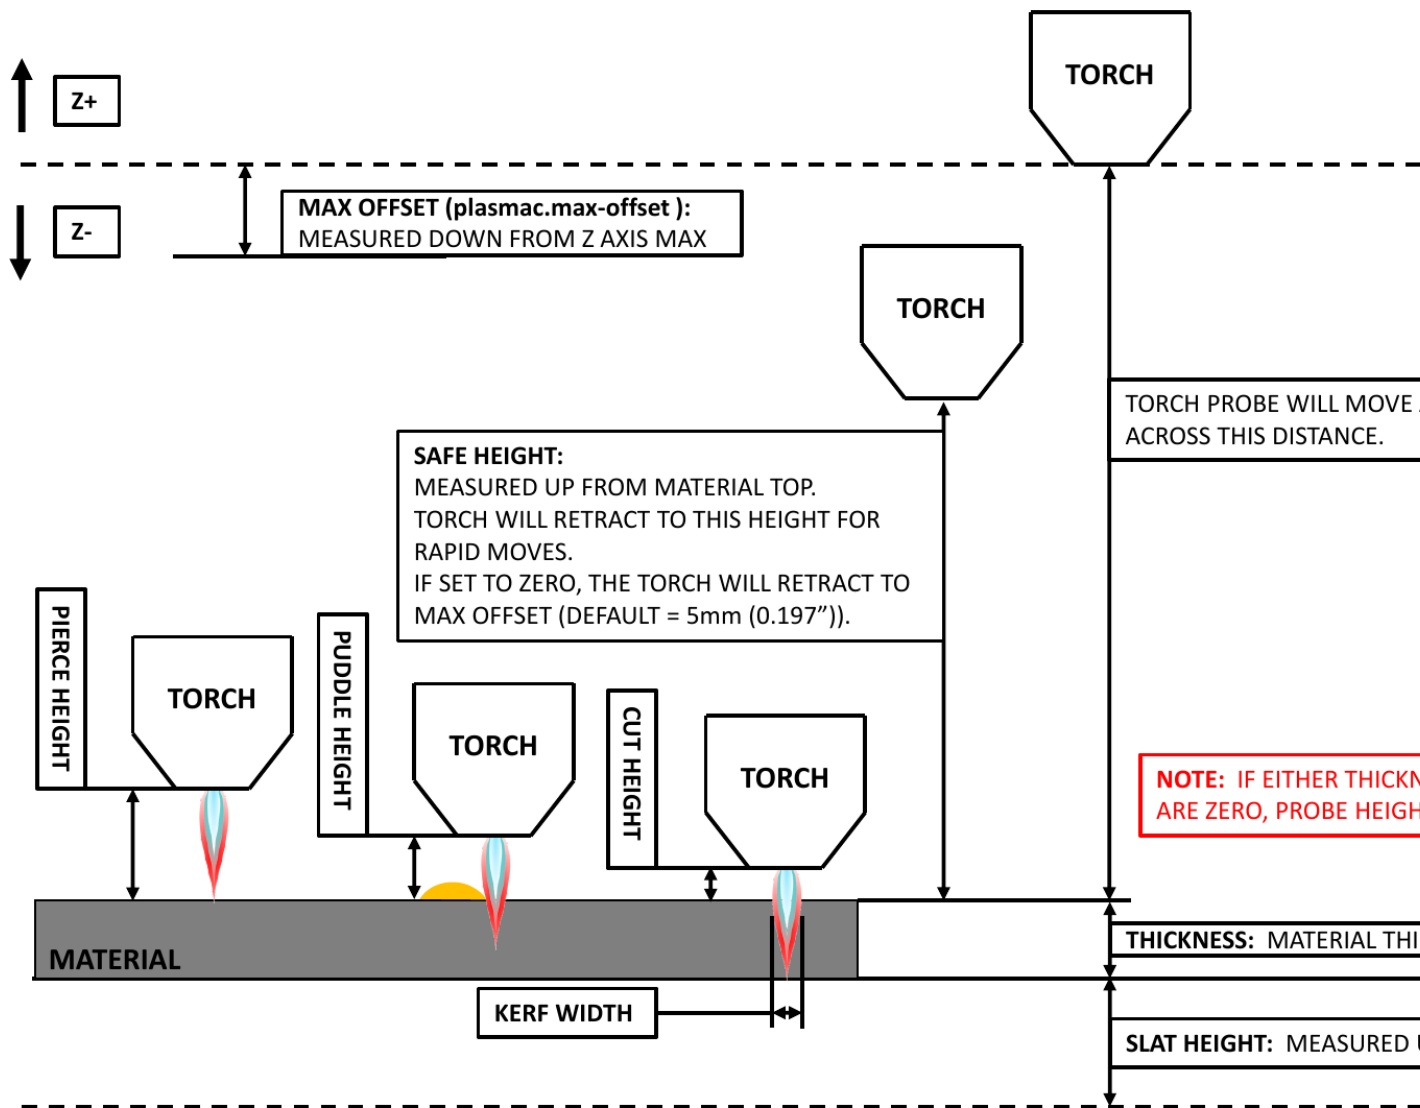 TORCH
Z+
Z-
MAX OFFSET (plasmac.max-offset ):
MEASURED DOWN FROM Z AXIS MAX
TORCH
TORCH PROBE WILL MOVE
ACROSS THIS DISTANCE.
SAFE HEIGHT:
MEASURED UP FROM MATERIAL TOP.
TORCH WILL RETRACT TO THIS HEIGHT FOR
RAPID MOVES.
IF SET TO ZERO, THE TORCH WILL RETRACT TO
MAX OFFSET (DEFAULT = 5mm (0.197”)).
PIERCE HEIGHT
TORCH
PUDDLE HEIGHT
TORCH
CUT HEIGHT
TORCH
NOTE: IF EITHER
ARE ZERO, PROBE
MATERIAL
THICKNESS: MATERIAL
KERF WIDTH
SLAT HEIGHT: MEASURED